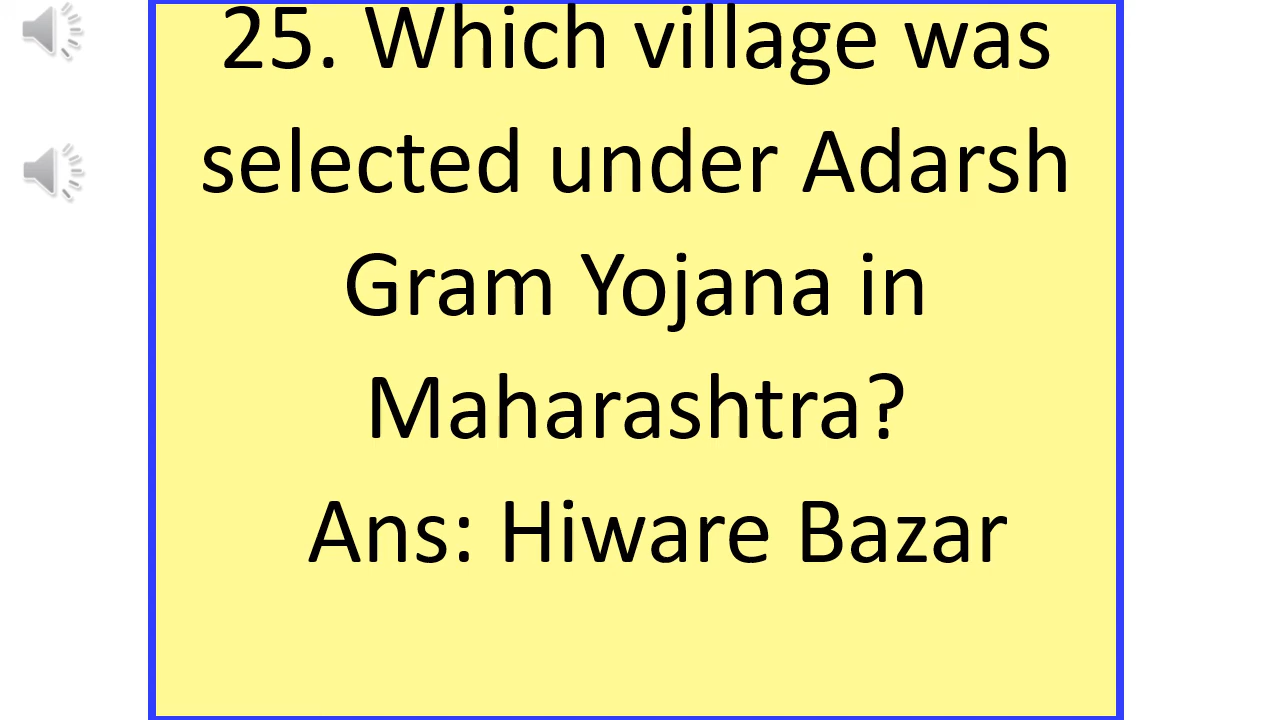 25. Which village was
selected under Adarsh
Gram Yojana in
Maharashtra?
Ans: Hiware Bazar